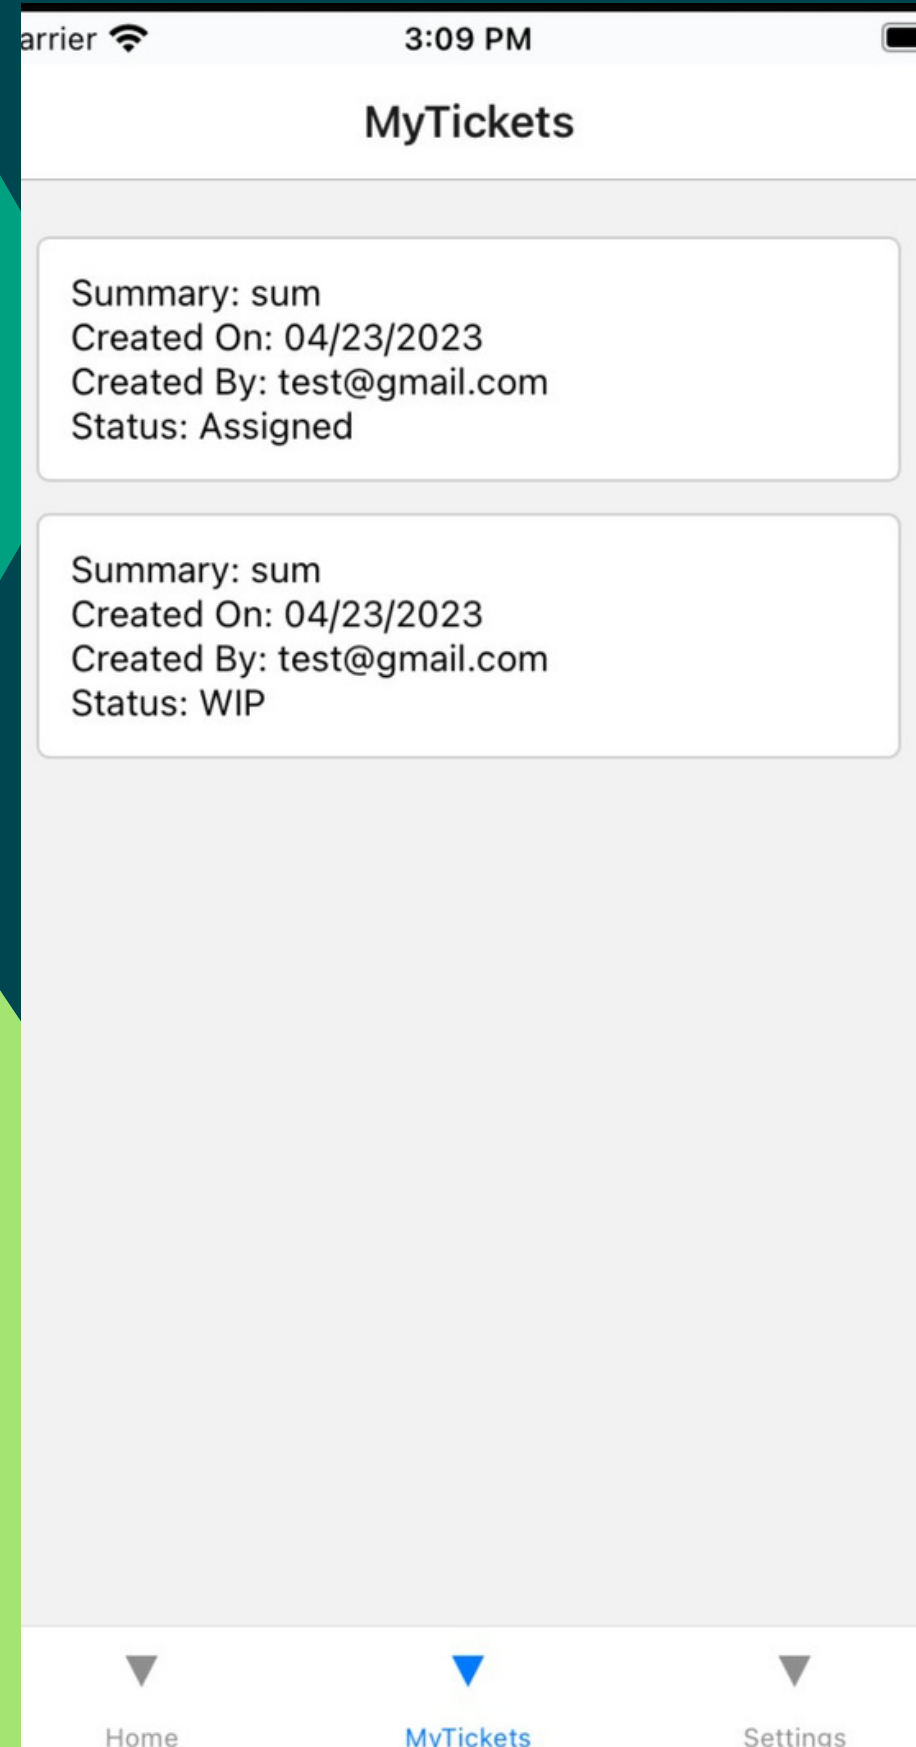 arrier 3:09 PM
MyTickets
Summary: sum
Created On: 04/23/2023
Created By: test@gmail.com
Status: Assigned
Summary: sum
Created On: 04/23/2023
Created By: test@gmail.com
Status: WIP
Home MyTickets Settings